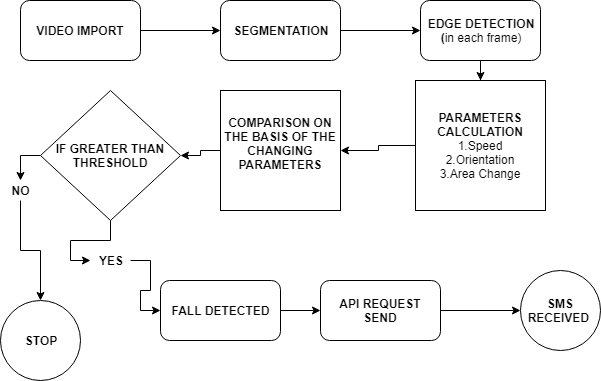 VIDEO IMPORT
SEGMENTATION
EDGE DETECTION
(in each frame)
PARAMETERS
CALCULATION
1.Speed
2.Orientation
3.Area Change
COMPARISON ON
THE BASIS OF THE
CHANGING
PARAMETERS
IF GREATER THAN
THRESHOLD
NO
YES
STOP
FALL DETECTED
API REQUEST
SEND
SMS
RECEIVED